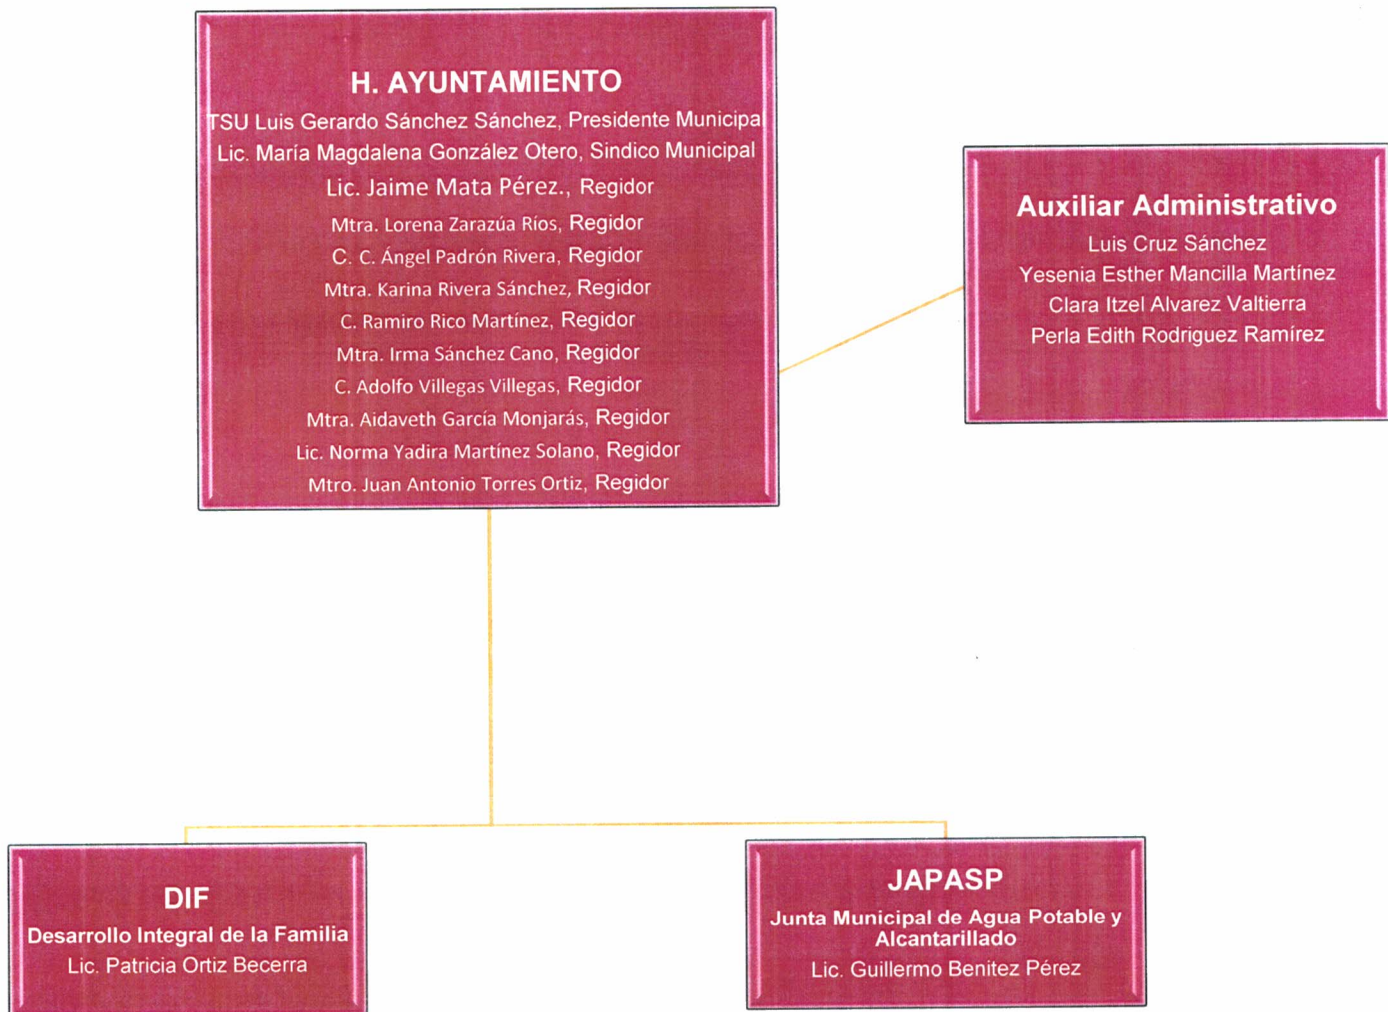 H. AYUNTAMIENTO
TSU Luis Gerardo Sánchez Sánchez, Presidente Municipa
Lic. María Magdalena González Otero, Sindico Municipal
Lic. Jaime Mata Pérez., Regidor
Mtra. Lorena Zarazúa Ríos, Regidor
C. C. Ángel Padrón Rivera, Regidor
Mtra. Karina Rivera Sánchez, Regidor
C. Ramiro Rico Martínez, Regidor
Mtra. Irma Sánchez Cano, Regidor
C. Adolfo Villegas Villegas, Regidor
Mtra. Aidaveth García Monjarás, Regidor
Lic. Norma Yadira Martínez Solano, Regidor
Mtro. Juan Antonio Torres Ortiz, Regidor
Auxiliar Administrativo
Luis Cruz Sánchez
Yesenia Esther Mancilla Martínez
Clara Itzel Alvarez Valtierra
Perla Edith Rodriguez Ramírez
DIF
Desarrollo Integral de la Familia
Lic. Patricia Ortiz Becerra
JAPASP
Junta Municipal de Agua Potable y
Alcantarillado
Lic. Guillermo Benitez Pérez